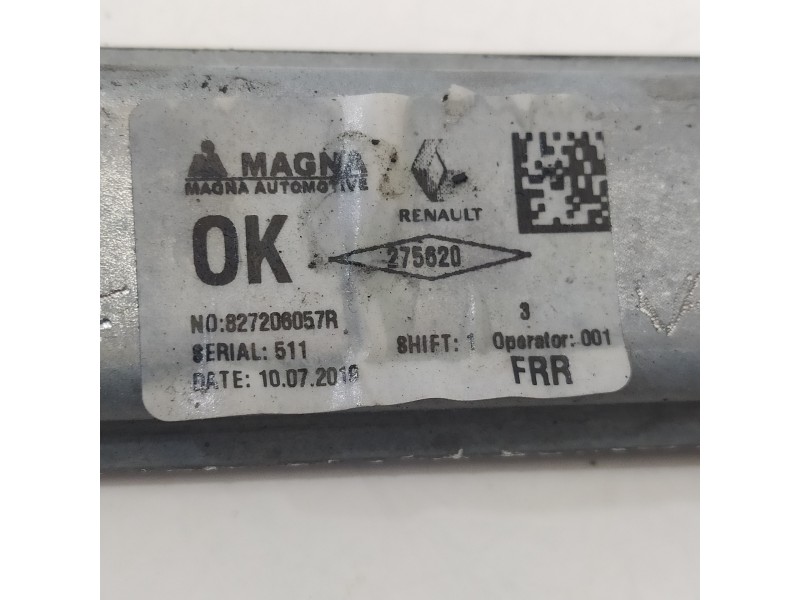 MAGNA
MAGNA AUTOMOTIVE
RENAULT
OK
275620
NO:827206057R
3
SERIAL: 511
SHIFT: 1 Operator: 001
DATE: 10.07.2018
FRR